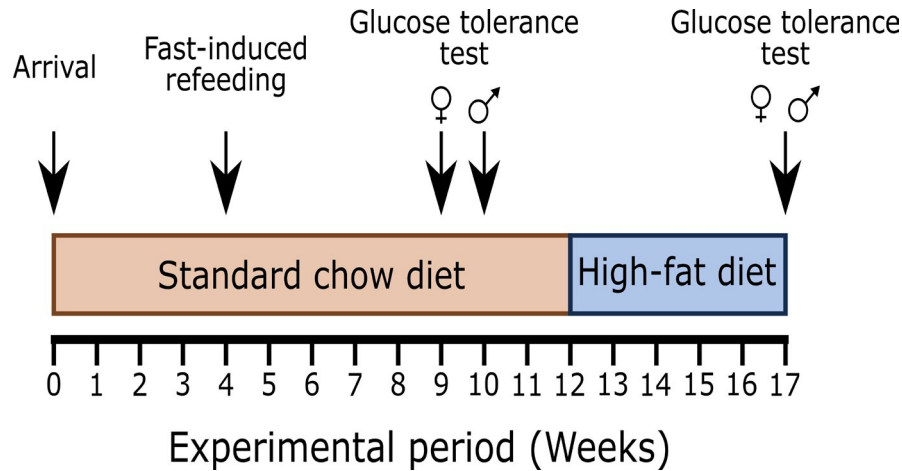 Arrival
Fast-induced
refeeding
Glucose tolerance
test
♀ ♂
Glucose tolerance
test
♀ ♂
Standard chow diet
High-fat diet
0 1 2 3 4 5 6 7 8 9 10 11 12 13 14 15 16 17
Experimental period (Weeks)